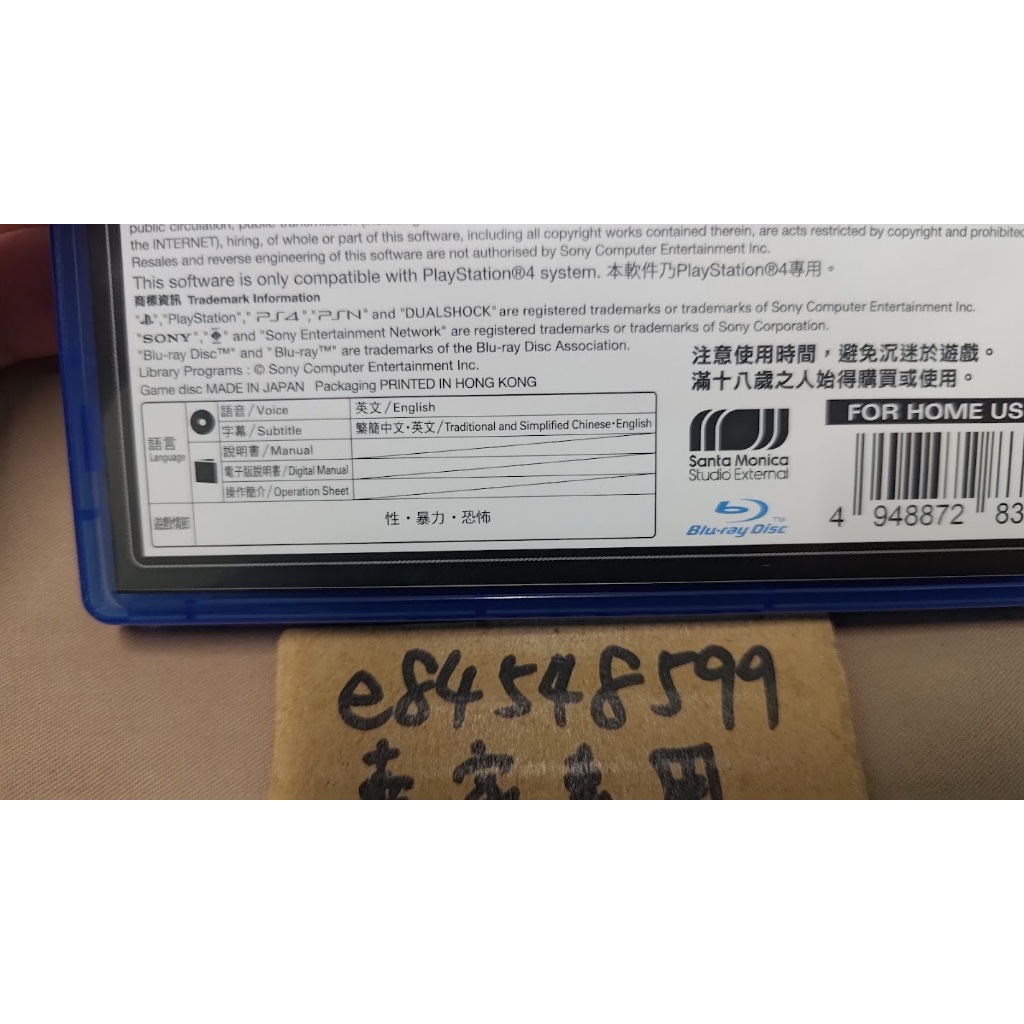 the INTERNET), hiring, of whole or part of this software, including all copyright works contained therein, are acts restricted by copyright and prohibited
Resales and reverse engineering of this software are not authorised by Sony Computer Entertainment Inc.
This software is only compatible with PlayStation®4 system. 本軟件乃PlayStation®4專用。
商標資訊 Trademark Information
"", "PlayStation", "PS4", "PSN" and "DUALSHOCK" are registered trademarks or trademarks of Sony Computer Entertainment Inc.
"SONY", "" and "Sony Entertainment Network" are registered trademarks or trademarks of Sony Corporation.
"Blu-ray Disc™" and "Blu-ray™" are trademarks of the Blu-ray Disc Association.
Library Programs : © Sony Computer Entertainment Inc.
Game disc MADE IN JAPAN Packaging PRINTED IN HONG KONG
注意使用時間，避免沉迷於遊戲。
滿十八歲之人始得購買或使用。
語言
Language
語音/Voice 英文/English
字幕/Subtitle 繁簡中文·英文/Traditional and Simplified Chinese·English
說明書/Manual
電子版說明書/Digital Manual
操作簡介/Operation Sheet
遊戲情節 性·暴力·恐怖
Santa Monica
Studio External
Blu-ray Disc™
FOR HOME US
4 948872 83
e84548599
賣家專用